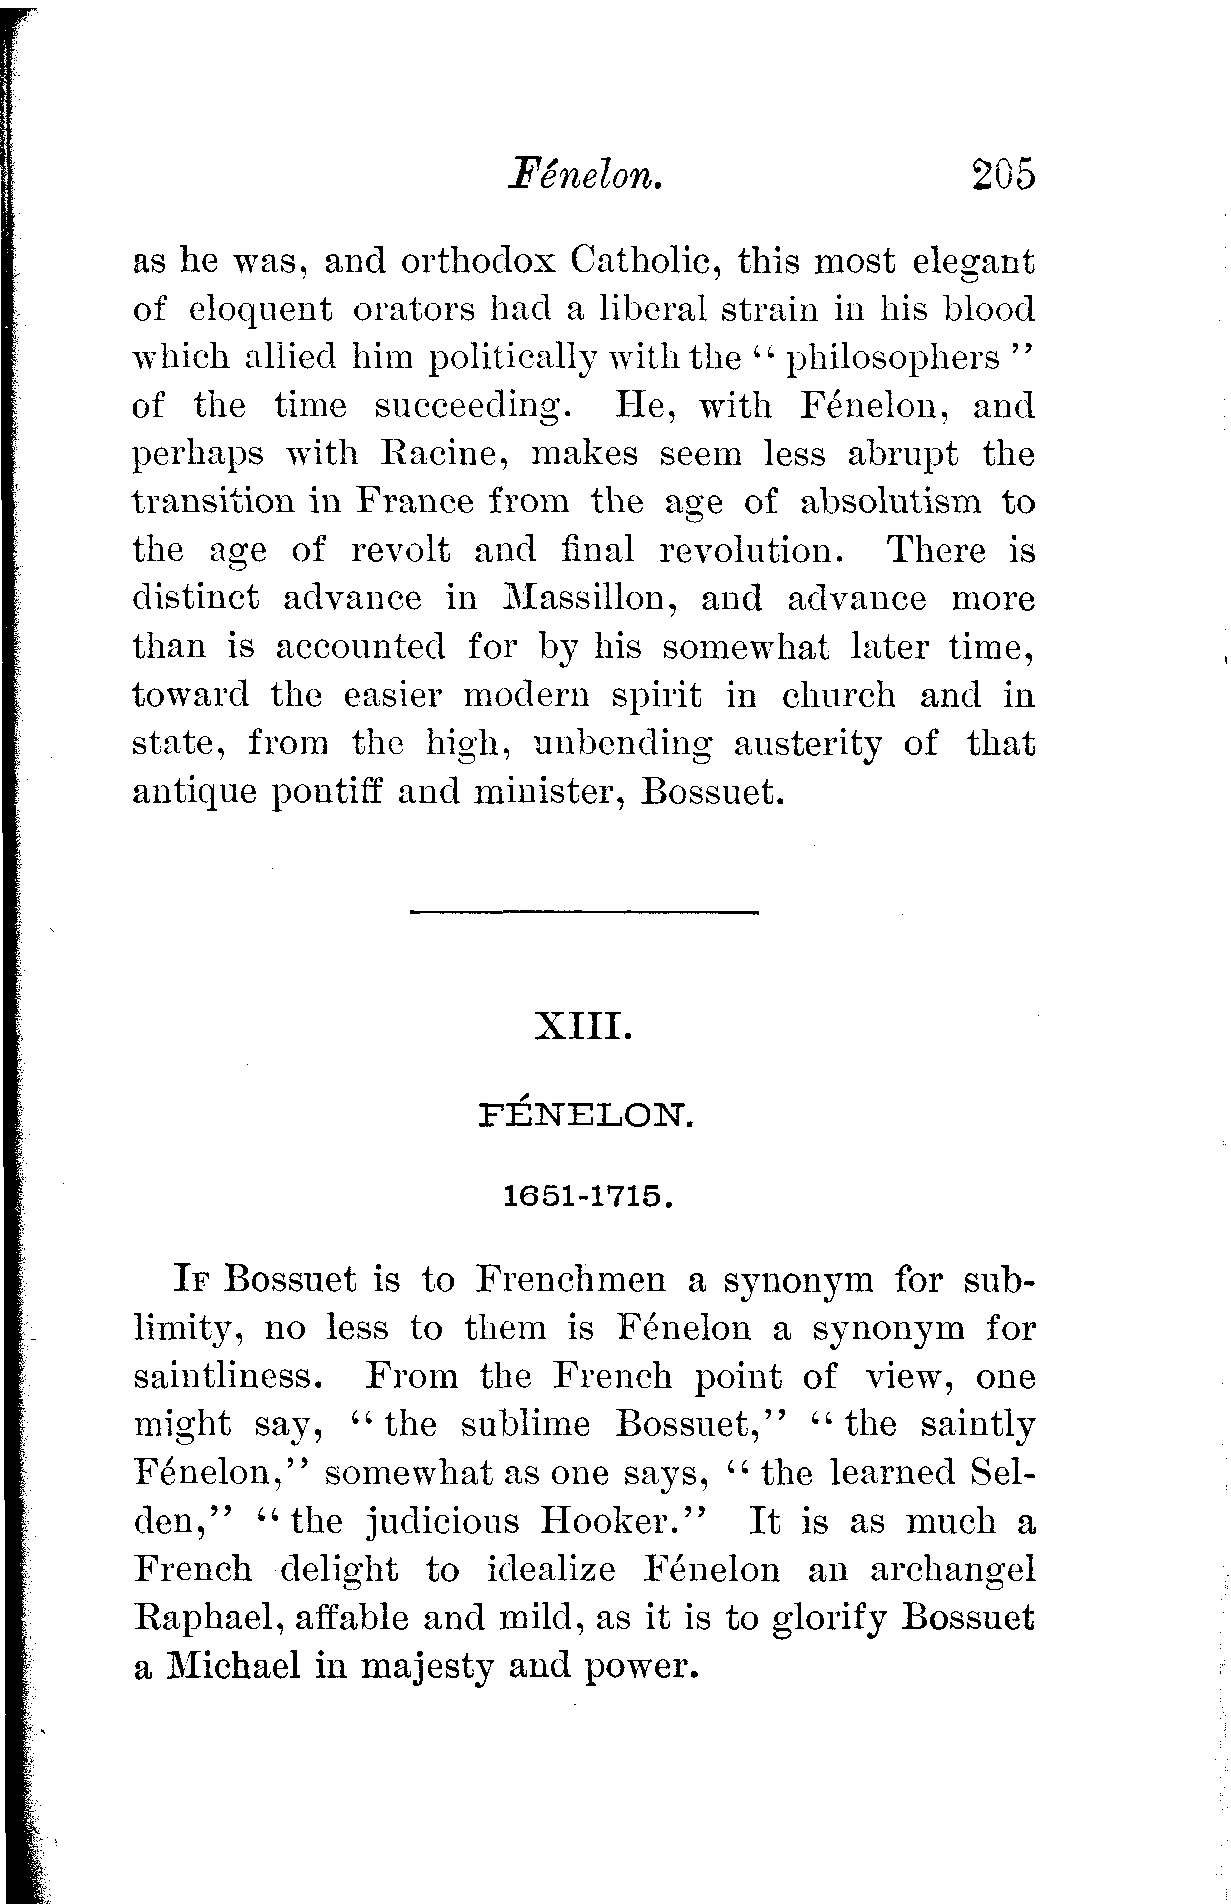 Fénelon. 205
as he was, and orthodox Catholic, this most elegant
of eloquent orators had a liberal strain in his blood
which allied him politically with the “ philosophers ”
of the time succeeding. He, with Fénelon, and
perhaps with Racine, makes seem less abrupt the
transition in France from the age of absolutism to
the age of revolt and final revolution. There is
distinct advance in Massillon, and advance more
than is accounted for by his somewhat later time,
toward the easier modern spirit in church and in
state, from the high, unbending austerity of that
antique pontiff and minister, Bossuet.
XIII.
FÉNELON.
1651-1715.
IF Bossuet is to Frenchmen a synonym for sub-
limity, no less to them is Fénelon a synonym for
saintliness. From the French point of view, one
might say, “ the sublime Bossuet,” “ the saintly
Fénelon,” somewhat as one says, “ the learned Sel-
den,” “ the judicious Hooker.” It is as much a
French delight to idealize Fénelon an archangel
Raphael, affable and mild, as it is to glorify Bossuet
a Michael in majesty and power.